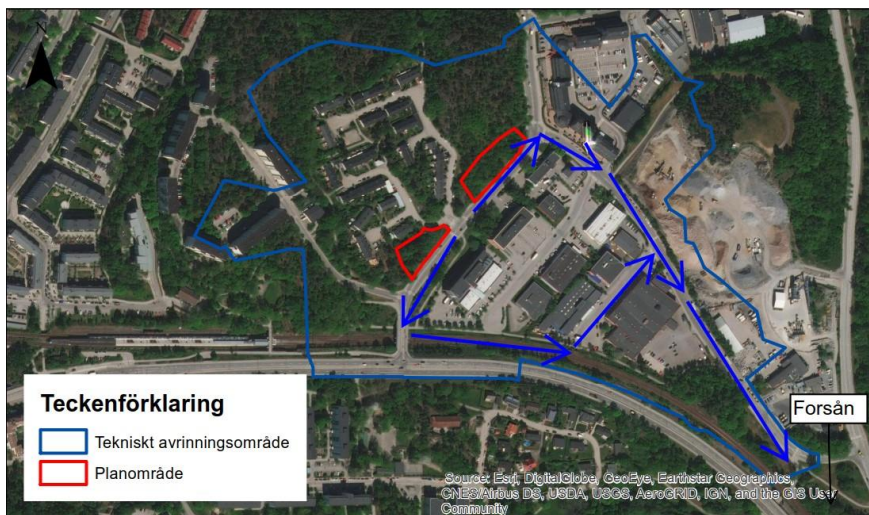 N
Teckenförklaring
Tekniskt avrinningsområde
Planområde
Forsån
Source: Esri, DigitalGlobe, GeoEye, Earthstar Geographics,
CNES/Airbus DS, USDA, USGS, AeroGRID, IGN, and the GIS User
Community